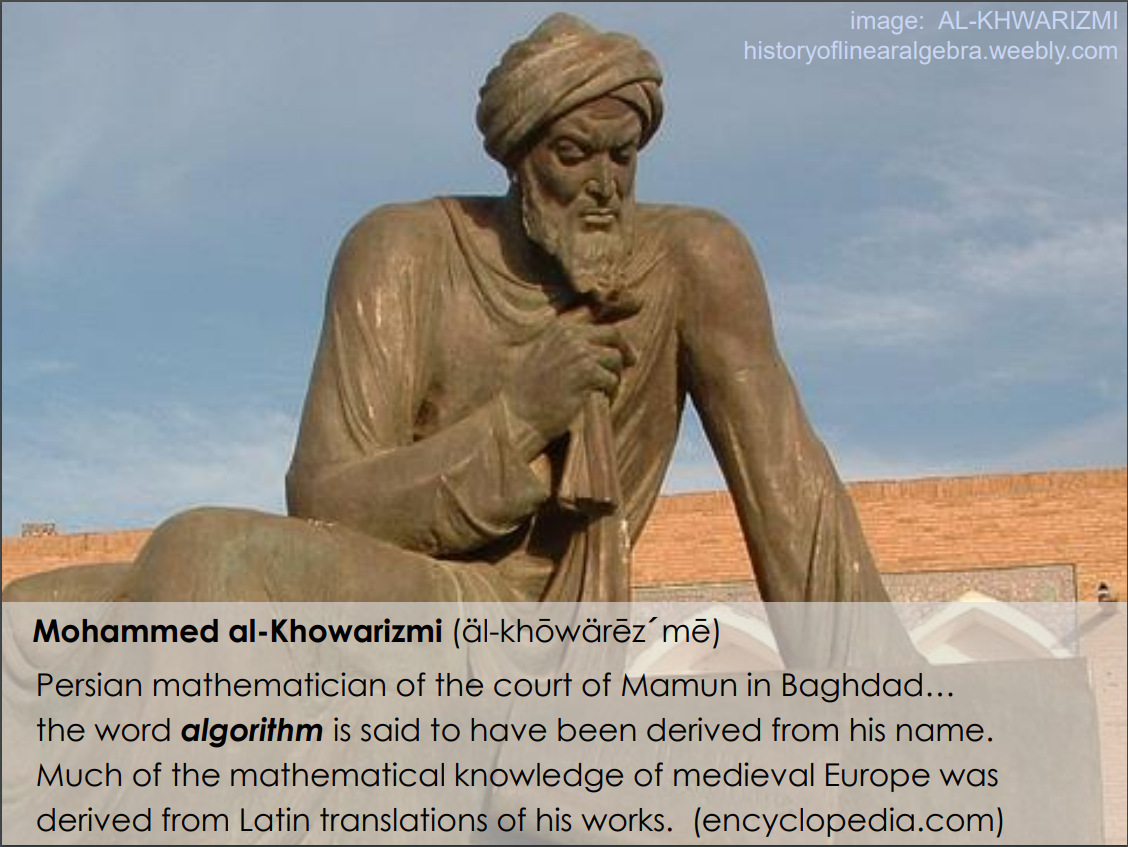 image: AL-KHWARIZMI
historyoflinearalgebra.weebly.com
Mohammed al-Khowarizmi (äl-khōwärēz´mē)
Persian mathematician of the court of Mamun in Baghdad…
the word algorithm is said to have been derived from his name.
Much of the mathematical knowledge of medieval Europe was
derived from Latin translations of his works. (encyclopedia.com)